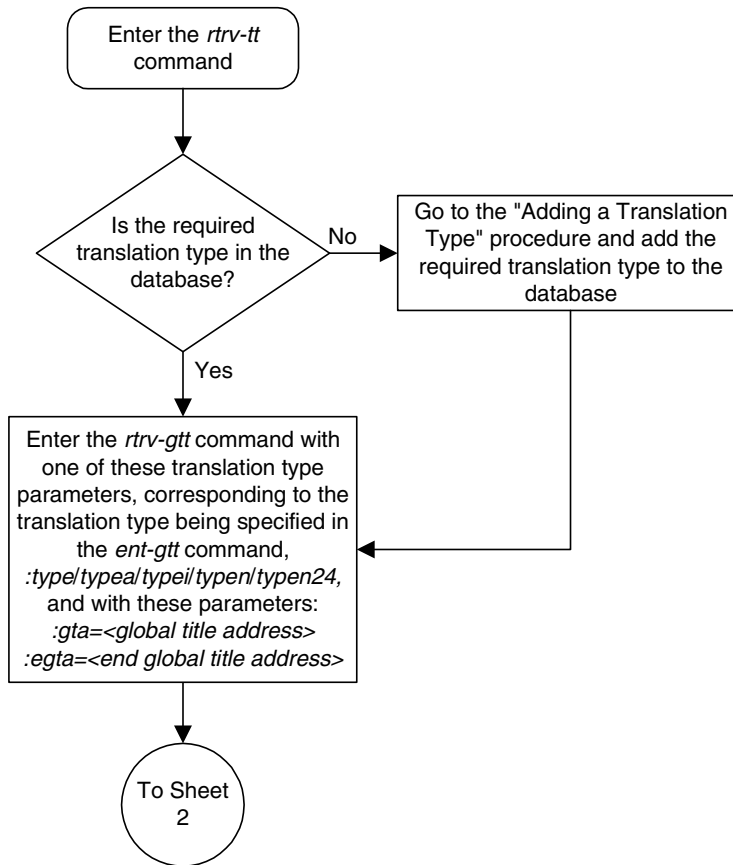 Enter the rtrv-tt
command
Is the required
translation type in the
database?
No
Go to the "Adding a Translation
Type" procedure and add the
required translation type to the
database
Yes
Enter the rtrv-gtt command with
one of these translation type
parameters, corresponding to the
translation type being specified in
the ent-gtt command,
:type/typea/typei/typen/typen24,
and with these parameters:
:gta=<global title address>
:egta=<end global title address>
To Sheet
2